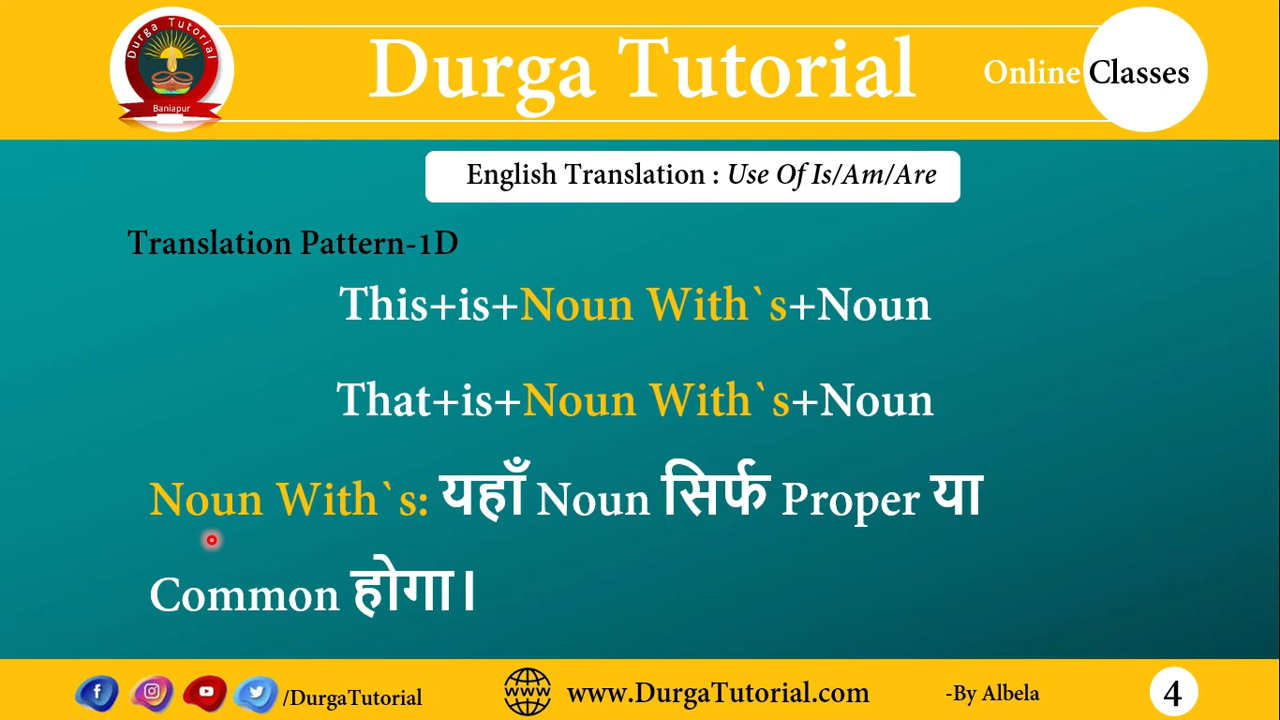 Durga Tutorial
Baniapur
Durga Tutorial
Online Classes
English Translation : Use Of Is/Am/Are
Translation Pattern-1D
This+is+Noun With`s+Noun
That+is+Noun With`s+Noun
Noun With`s: यहाँ Noun सिर्फ Proper या
Common होगा।
/DurgaTutorial
www
www.DurgaTutorial.com
-By Albela
4